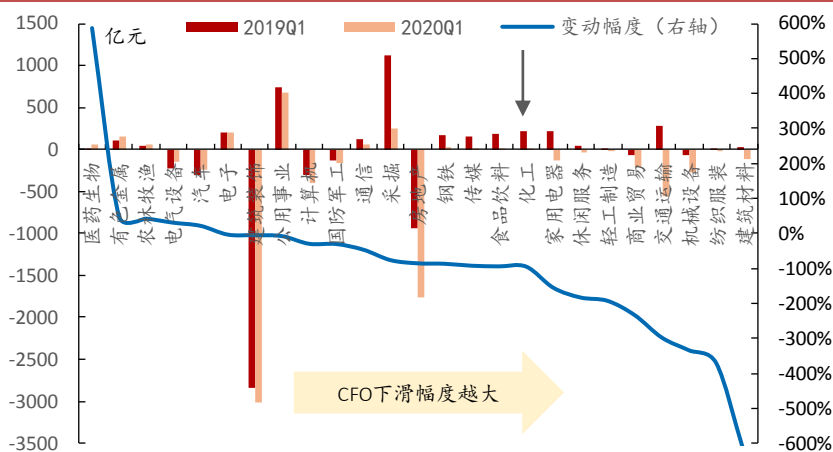 2019Q1 2020Q1 变动幅度（右轴）
亿元
1500
1000
500
0
-500
-1000
-1500
-2000
-2500
-3000
-3500
600%
500%
400%
300%
200%
100%
0%
-100%
-200%
-300%
-400%
-500%
-600%
医药生物
有色金属
农林牧渔
电气设备
汽车
电子
建筑装饰
公用事业
计算机
国防军工
通信
采掘
房地产
钢铁
传媒
食品饮料
化工
家用电器
休闲服务
轻工制造
商业贸易
交通运输
机械设备
纺织服装
建筑材料
CFO下滑幅度越大